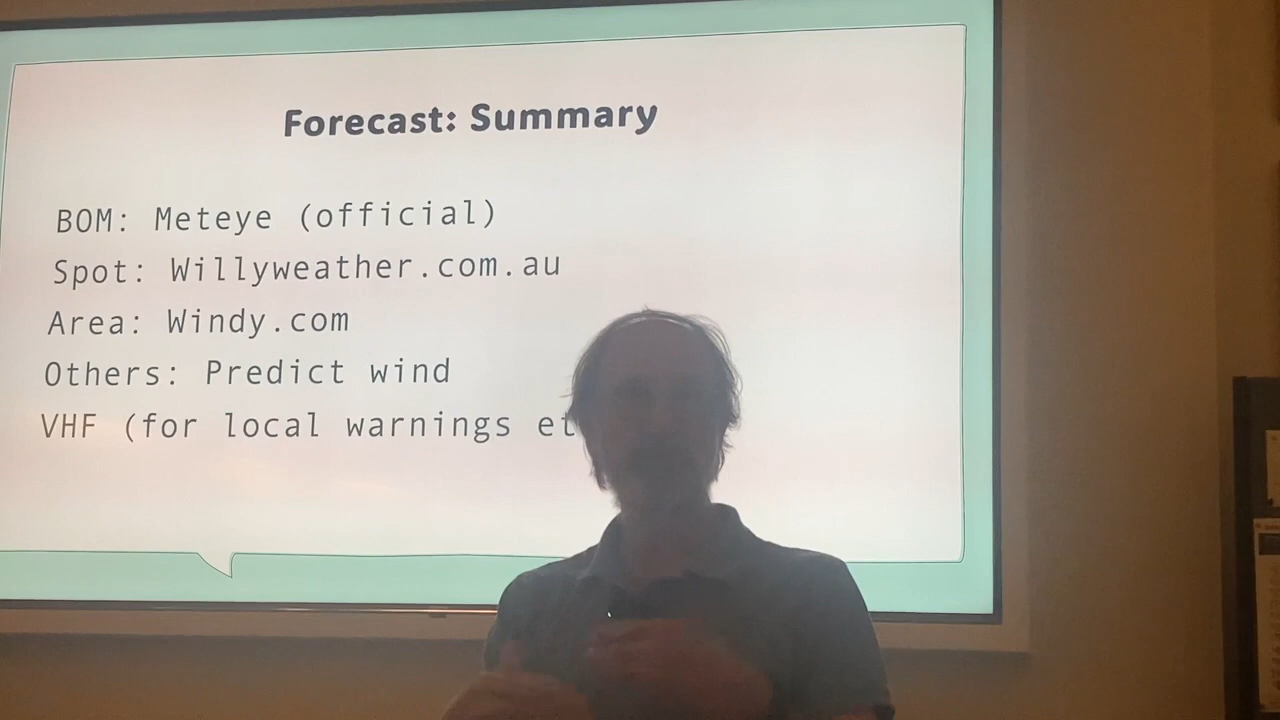 Forecast: Summary
BOM: Meteye (official)
Spot: Willyweather.com.au
Area: Windy.com
Others: Predict wind
VHF (for local warnings